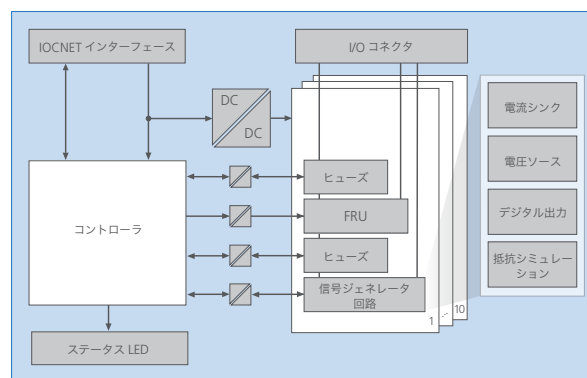 IOCNET インターフェース
I/O コネクタ
DC
DC
電流シンク
電圧ソース
デジタル出力
抵抗シミュレー
ション
コントローラ
ヒューズ
FRU
ヒューズ
信号ジェネレータ
回路
1
...
10
ステータス LED